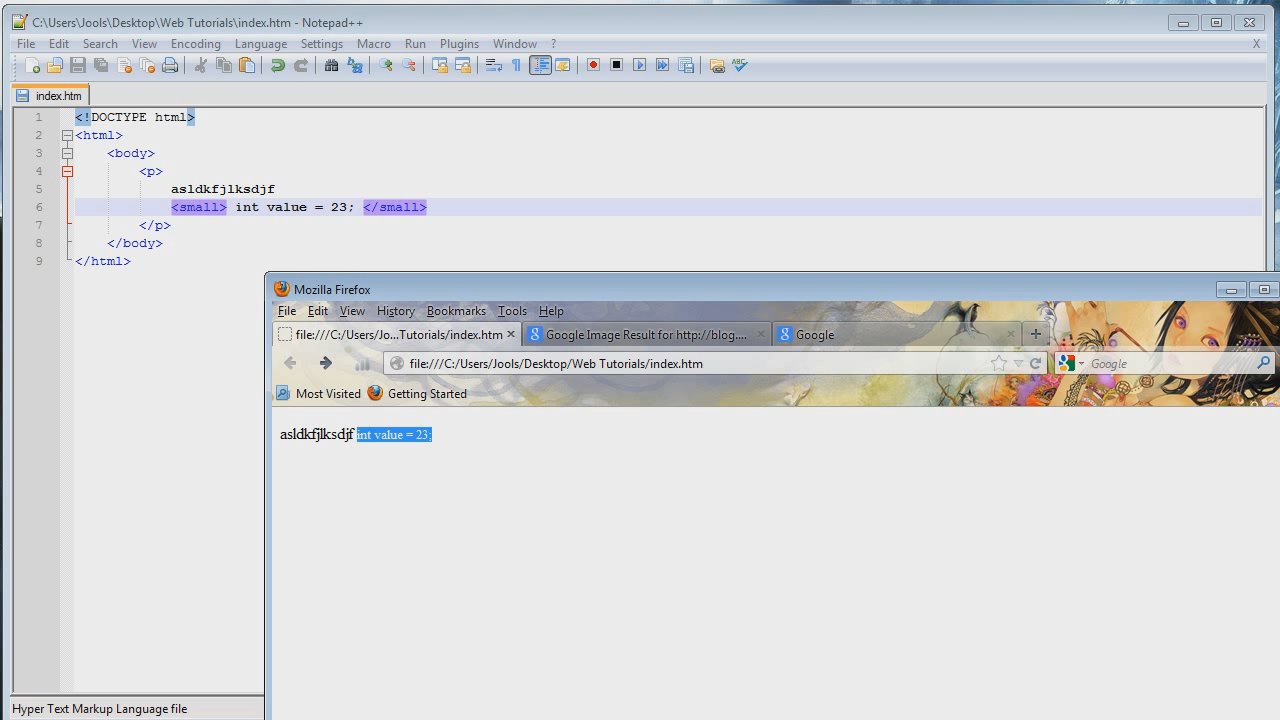 C:\Users\Jools\Desktop\Web Tutorials\index.htm - Notepad++
File Edit Search View Encoding Language Settings Macro Run Plugins Window ? X
ABC
index.htm
1 <!DOCTYPE html>
2 <html>
3 <body>
4 <p>
5 asldkfjlksdjf
6 <small> int value = 23; </small>
7 </p>
8 </body>
9 </html>
Mozilla Firefox
File Edit View History Bookmarks Tools Help
file:///C:/Users/Jo...Tutorials/index.htm Google Image Result for http://blog.... Google
file:///C:/Users/Jools/Desktop/Web Tutorials/index.htm Google
Most Visited Getting Started
asldkfjlksdjf int value = 23;
Hyper Text Markup Language file